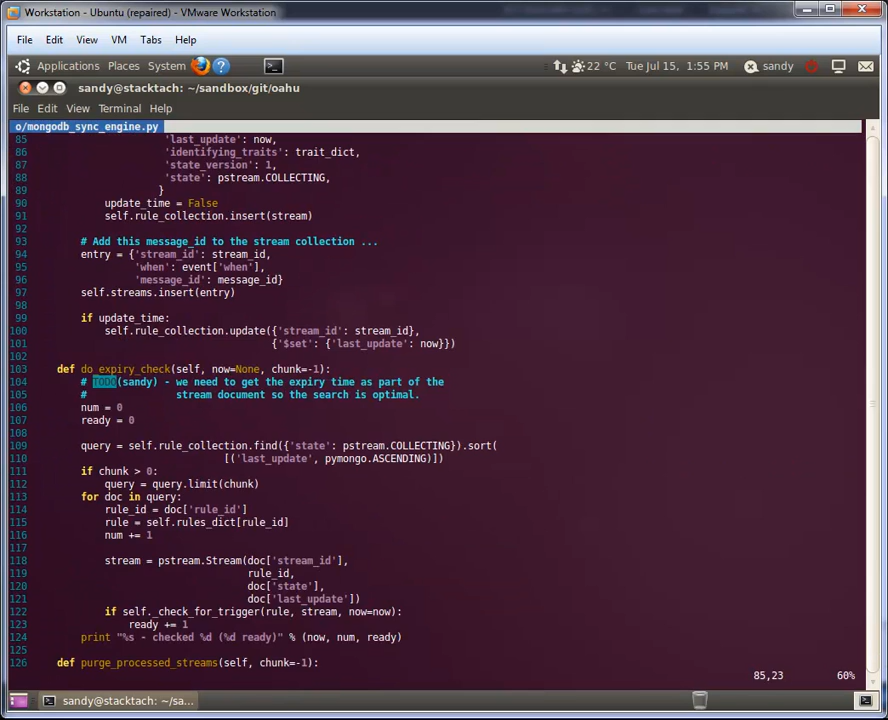 Workstation - Ubuntu (repaired) - VMware Workstation
File Edit View VM Tabs Help
Applications Places System 22 °C Tue Jul 15, 1:55 PM sandy
sandy@stacktach: ~/sandbox/git/oahu
File Edit View Terminal Help
o/mongodb_sync_engine.py
85 'last_update': now,
86 'identifying_traits': trait_dict,
87 'state_version': 1,
88 'state': pstream.COLLECTING,
89 }
90 update_time = False
91 self.rule_collection.insert(stream)
92
93 # Add this message_id to the stream collection ...
94 entry = {'stream_id': stream_id,
95 'when': event['when'],
96 'message_id': message_id}
97 self.streams.insert(entry)
98
99 if update_time:
100 self.rule_collection.update({'stream_id': stream_id},
101 {'$set': {'last_update': now}})
102
103 def do_expiry_check(self, now=None, chunk=-1):
104 # TODO(sandy) - we need to get the expiry time as part of the
105 # stream document so the search is optimal.
106 num = 0
107 ready = 0
108
109 query = self.rule_collection.find({'state': pstream.COLLECTING}).sort(
110 [('last_update', pymongo.ASCENDING)])
111 if chunk > 0:
112 query = query.limit(chunk)
113 for doc in query:
114 rule_id = doc['rule_id']
115 rule = self.rules_dict[rule_id]
116 num += 1
117
118 stream = pstream.Stream(doc['stream_id'],
119 rule_id,
120 doc['state'],
121 doc['last_update'])
122 if self._check_for_trigger(rule, stream, now=now):
123 ready += 1
124 print "%s - checked %d (%d ready)" % (now, num, ready)
125
126 def purge_processed_streams(self, chunk=-1):
85,23 60%
sandy@stacktach: ~/sa...